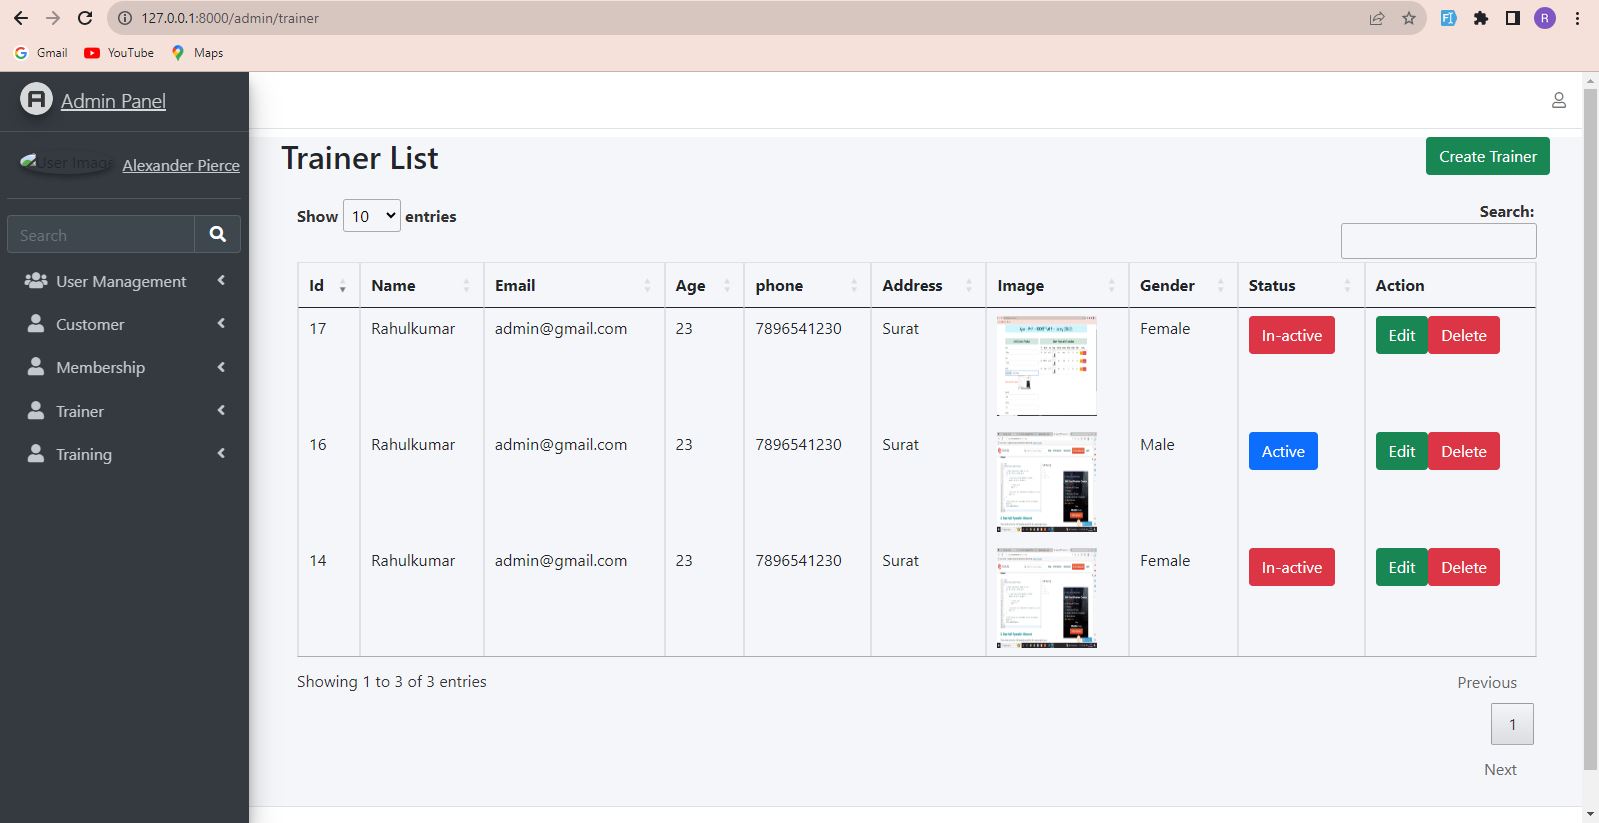 127.0.0.1:8000/admin/trainer
R
Gmail YouTube Maps
Admin Panel
User Image Alexander Pierce
Search
User Management
Customer
Membership
Trainer
Training
Trainer List
Create Trainer
Show 10 entries
Search:
Id Name Email Age phone Address Image Gender Status Action
17 Rahulkumar admin@gmail.com 23 7896541230 Surat Female In-active Edit Delete
16 Rahulkumar admin@gmail.com 23 7896541230 Surat Male Active Edit Delete
14 Rahulkumar admin@gmail.com 23 7896541230 Surat Female In-active Edit Delete
Showing 1 to 3 of 3 entries
Previous
1
Next